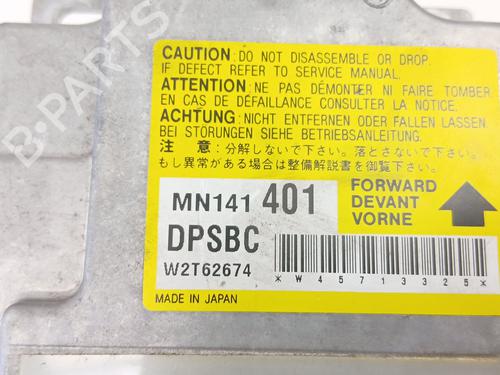 CAUTION: DO NOT DISASSEMBLE OR DROP.
IF DEFECT REFER TO SERVICE MANUAL.
ATTENTION: NE PAS DÉMONTER NI FAIRE TOMBER
EN CAS DE DÉFAILLANCE CONSULTER LA NOTICE.
ACHTUNG: NICHT ENTFERNEN ODER FALLEN LASSEN
BEI STÖRUNGEN SIEHE BETRIEBSANLEITUNG.
注 意: 分解しないで下さい。落とさないで下さい。
もし異常がある場合は整備解説書を御覧下さい。
MN141 401
FORWARD
DEVANT
VORNE
DPSBC
W2T62674
*W45713325*
MADE IN JAPAN
B-PARTS